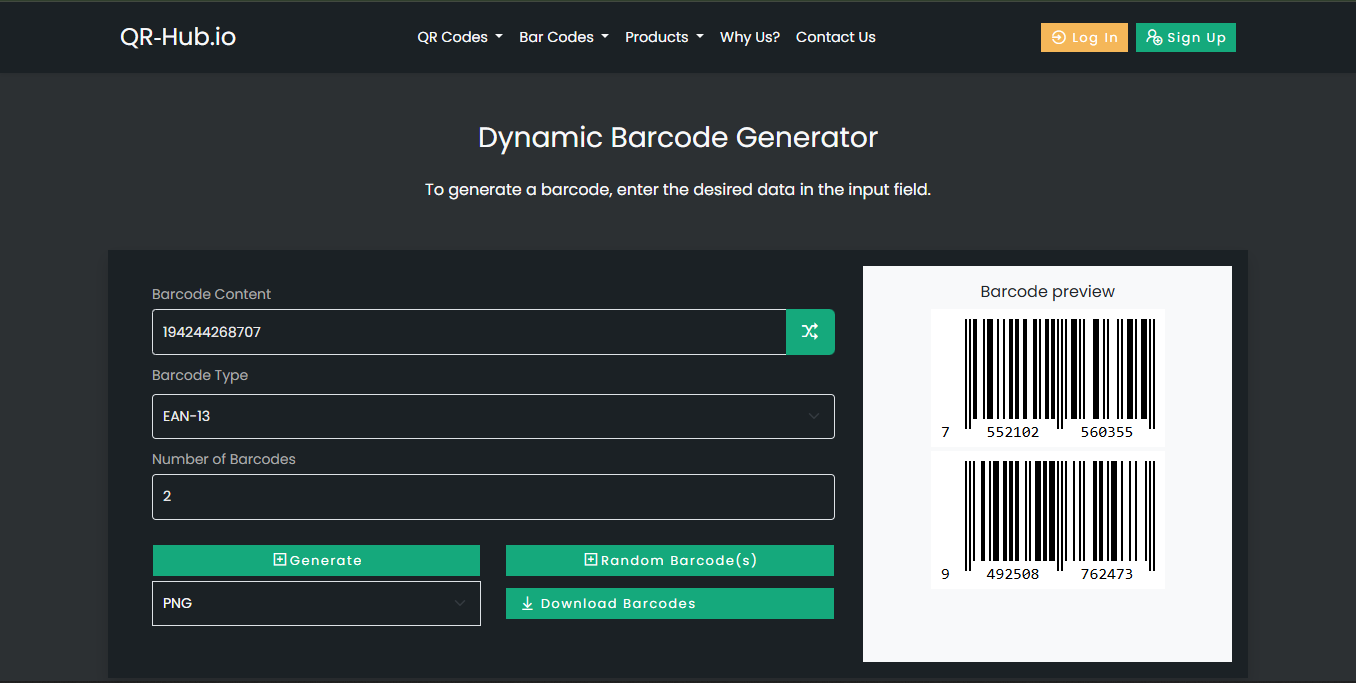 QR-Hub.io QR Codes Bar Codes Products Why Us? Contact Us Log In Sign Up
Dynamic Barcode Generator
To generate a barcode, enter the desired data in the input field.
Barcode Content
194244268707
Barcode Type
EAN-13
Number of Barcodes
2
Generate Random Barcode(s)
PNG Download Barcodes
Barcode preview
7 552102 560355
9 492508 762473